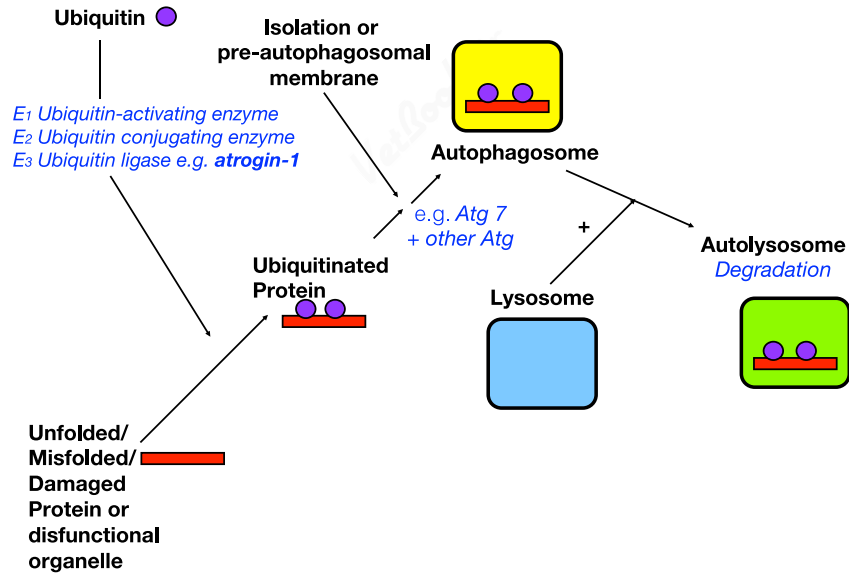 Ubiquitin
Isolation or
pre-autophagosomal
membrane
E1 Ubiquitin-activating enzyme
E2 Ubiquitin conjugating enzyme
E3 Ubiquitin ligase e.g. atrogin-1
Autophagosome
e.g. Atg 7
+ other Atg
+
Autolysosome
Degradation
Ubiquitinated
Protein
Lysosome
Unfolded/
Misfolded/
Damaged
Protein or
disfunctional
organelle